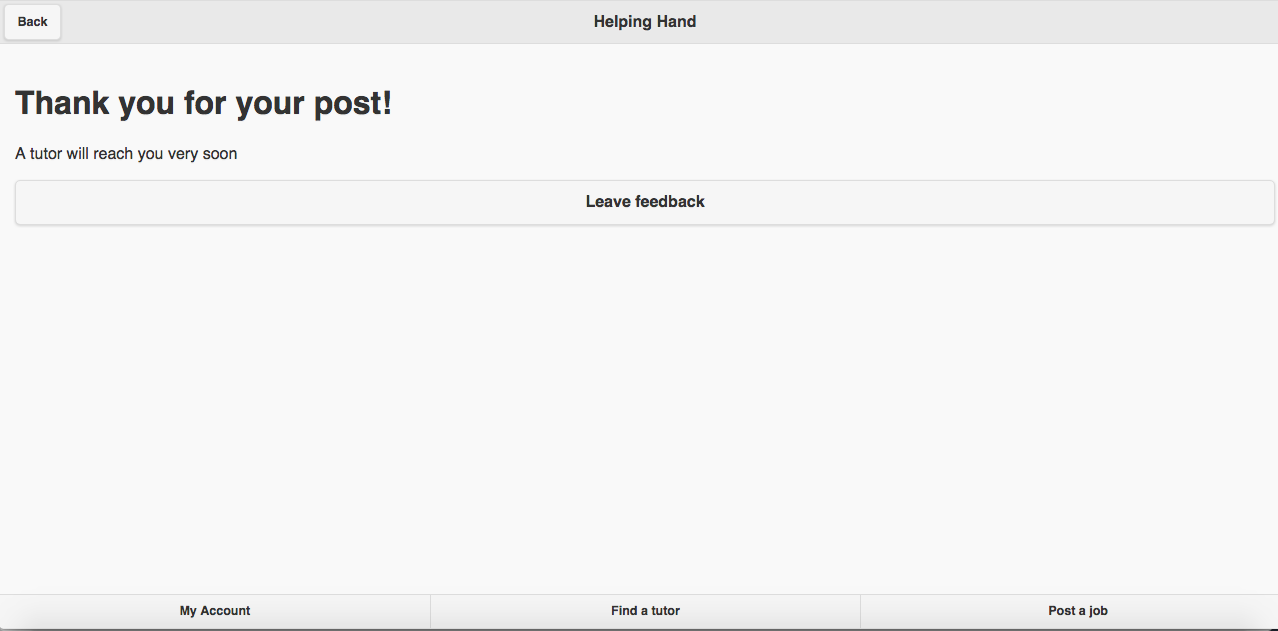 Back
Helping Hand
Thank you for your post!
A tutor will reach you very soon
Leave feedback
My Account
Find a tutor
Post a job